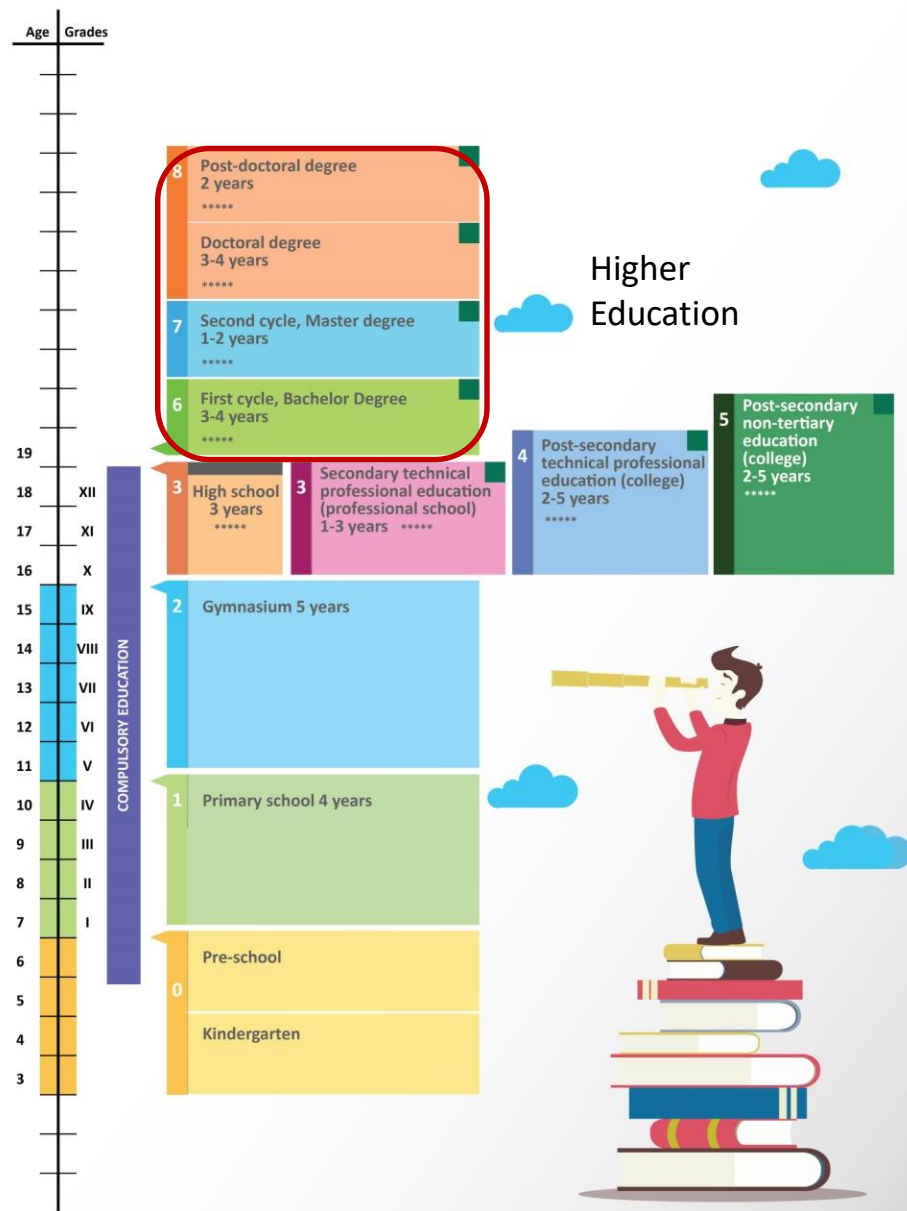 Age Grades
8
Post-doctoral degree
2 years
*****
Doctoral degree
3-4 years
*****
Higher
Education
7
Second cycle, Master degree
1-2 years
*****
6
First cycle, Bachelor Degree
3-4 years
*****
5
Post-secondary
non-tertiary
education
(college)
2-5 years
*****
4
Post-secondary
technical professional
education (college)
2-5 years
*****
3
High school
3 years
*****
3
Secondary technical
professional education
(professional school)
1-3 years *****
19
18 XII
17 XI
16 X
15 IX
14 VIII
13 VII
12 VI
11 V
10 IV
9 III
8 II
7 I
6
5
4
3
COMPULSORY EDUCATION
2
Gymnasium 5 years
1
Primary school 4 years
0
Pre-school
Kindergarten